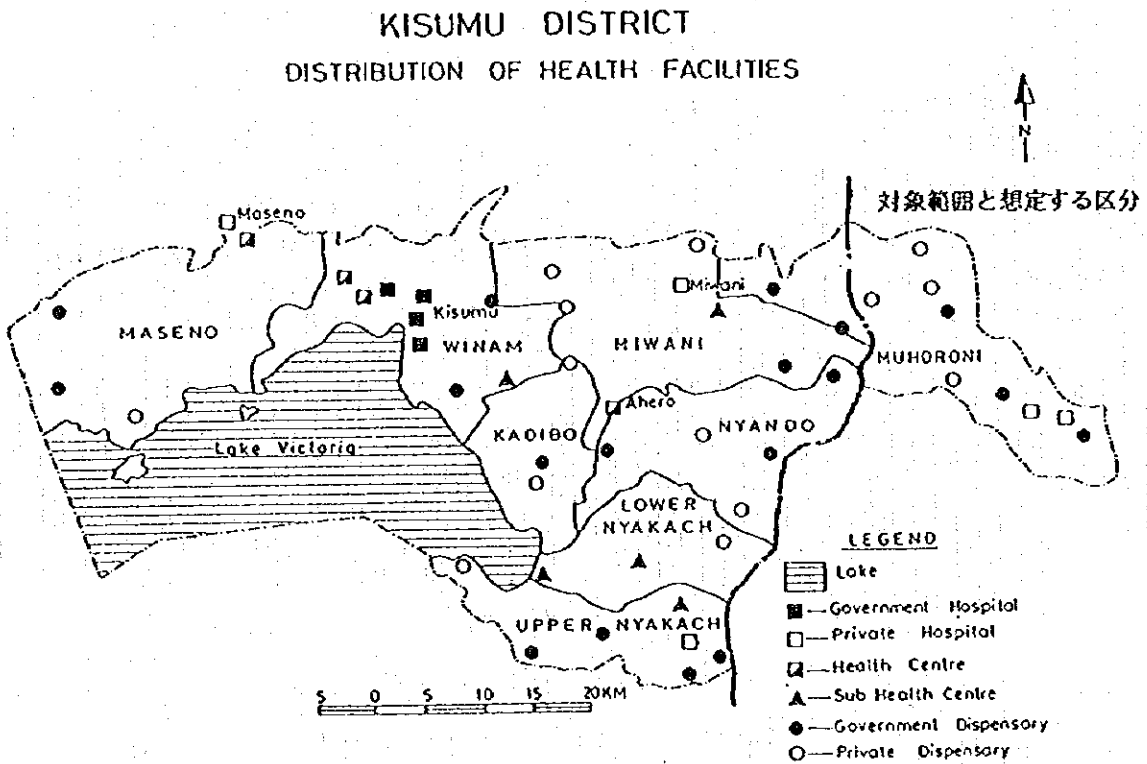 KISUMU DISTRICT
DISTRIBUTION OF HEALTH FACILITIES
N
対象範囲と想定する区分
Maseno
Miwani
Kisumu
MASENO
WINAM
MIWANI
MUHORONI
Ahero
KADIBO
NYANDO
Lake Victoria
LOWER
NYAKACH
UPPER NYAKACH
LEGEND
Lake
Government Hospital
Private Hospital
Health Centre
Sub Health Centre
Government Dispensary
Private Dispensary
5 0 5 10 15 20KM